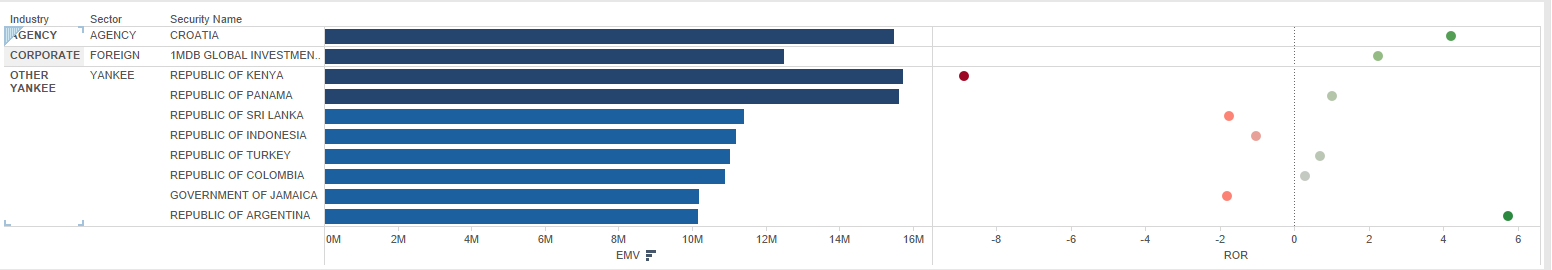 Industry Sector Security Name
AGENCY AGENCY CROATIA
CORPORATE FOREIGN 1MDB GLOBAL INVESTMEN..
OTHER YANKEE REPUBLIC OF KENYA
YANKEE
REPUBLIC OF PANAMA
REPUBLIC OF SRI LANKA
REPUBLIC OF INDONESIA
REPUBLIC OF TURKEY
REPUBLIC OF COLOMBIA
GOVERNMENT OF JAMAICA
REPUBLIC OF ARGENTINA
0M 2M 4M 6M 8M 10M 12M 14M 16M -8 -6 -4 -2 0 2 4 6
EMV ROR